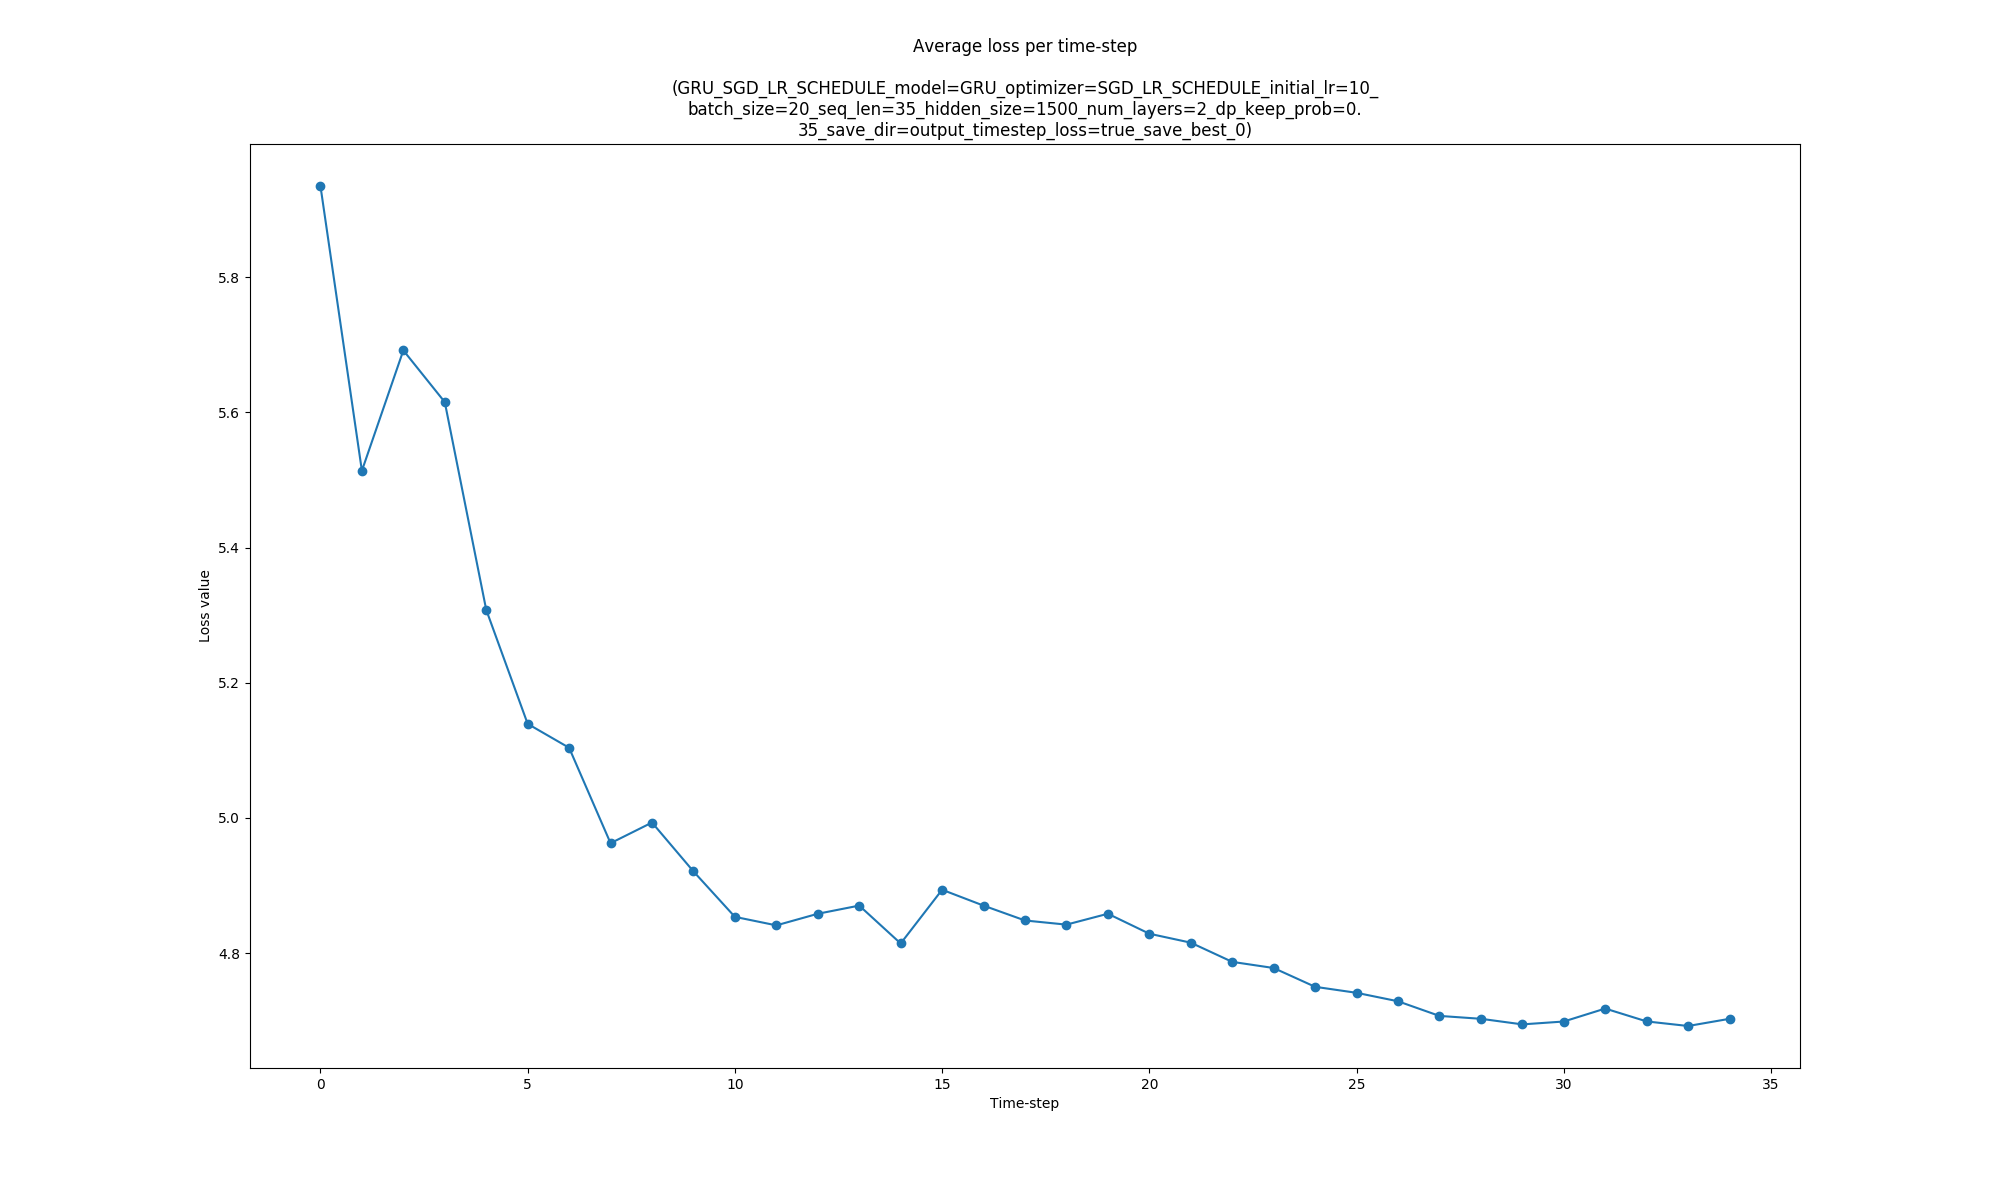 Average loss per time-step
(GRU_SGD_LR_SCHEDULE_model=GRU_optimizer=SGD_LR_SCHEDULE_initial_lr=10_
batch_size=20_seq_len=35_hidden_size=1500_num_layers=2_dp_keep_prob=0.
35_save_dir=output_timestep_loss=true_save_best_0)
5.8
5.6
5.4
5.2
5.0
4.8
Loss value
0 5 10 15 20 25 30 35
Time-step